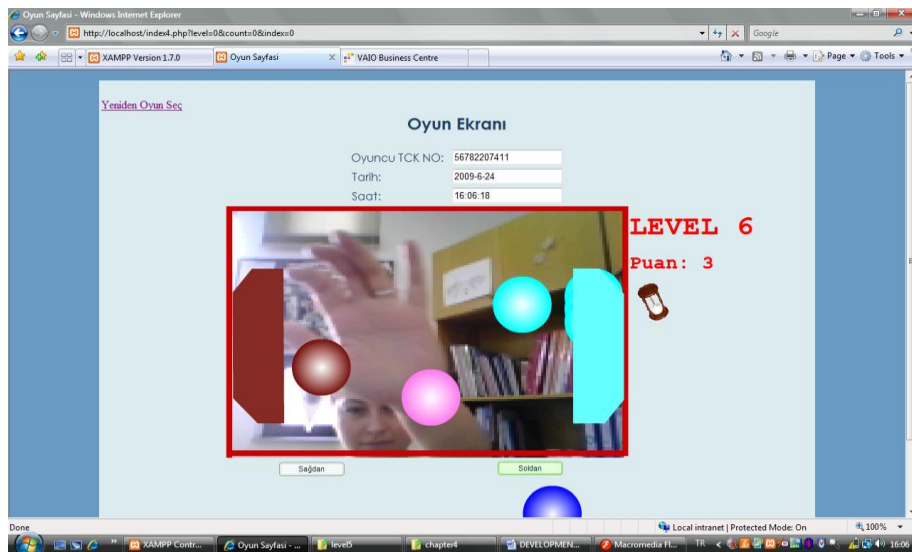 Oyun Sayfasi - Windows Internet Explorer
http://localhost/index4.php?level=0&count=0&index=0
Google
XAMPP Version 1.7.0
Oyun Sayfasi
VAIO Business Centre
Page
Tools
Yeniden Oyun Seç
Oyun Ekranı
Oyuncu TCK NO: 56782207411
Tarih: 2009-6-24
Saat: 16:06:18
LEVEL 6
Puan: 3
Sağdan
Soldan
Done
Local intranet | Protected Mode: On
100%
XAMPP Contr...
Oyun Sayfasi - ...
level5
chapter4
DEVELOPMEN...
Macromedia Fl...
TR
16:06